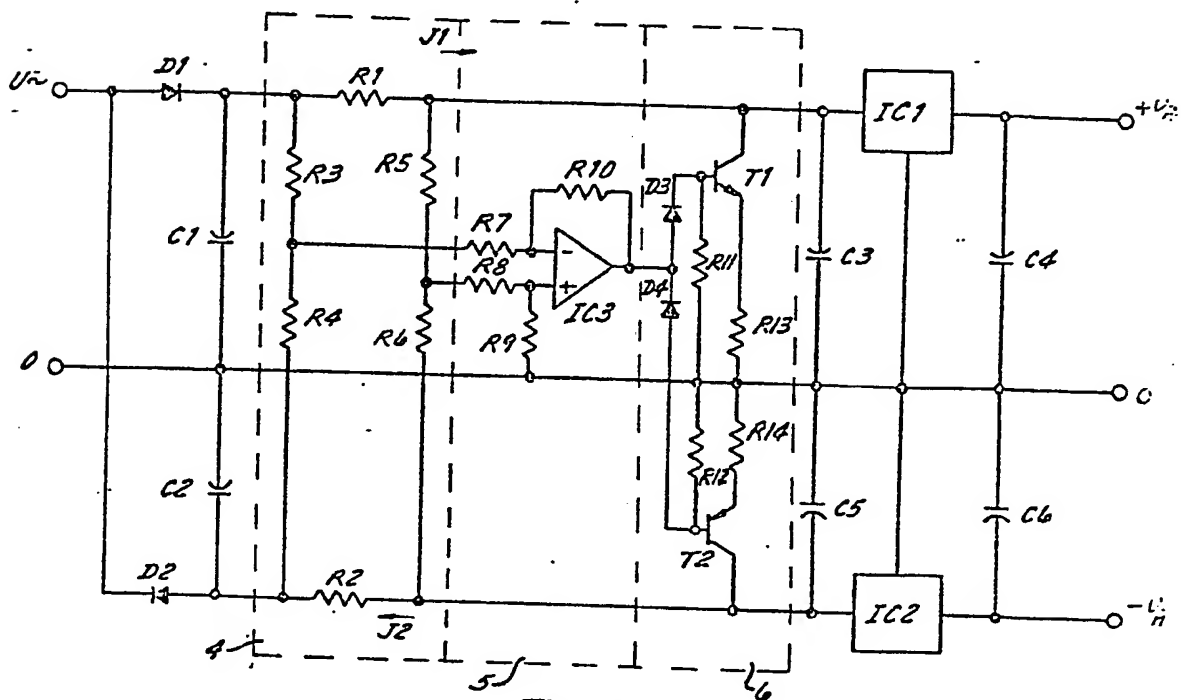 J1
U~
D1
R1
IC1
R3
R5
R10
D3
T1
C1
R7
R11
C3
C4
R8
-
+
D4
IC3
R4
R6
R9
R13
0
R14
C2
R12
C5
C6
T2
D2
R2
J2
IC2
4
5
6